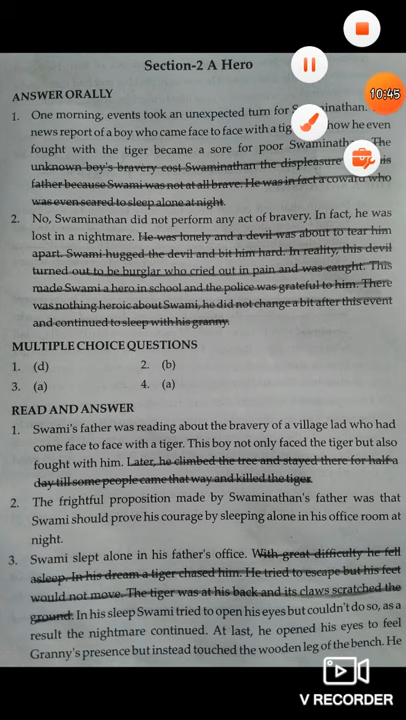 10:45
Section-2 A Hero
ANSWER ORALLY
1. One morning, events took an unexpected turn for Swaminathan.
news report of a boy who came face to face with a how he even
fought with the tiger became a sore for poor The
unknown boy's bravery cost Swaminathan the displeasure
father because Swami was not at all brave. He was in fact a coward who
was even scared to sleep alone at night.
2. No, Swaminathan did not perform any act of bravery. In fact, he was
lost in a nightmare. He was lonely and a devil was about to tear him
apart. Swami hugged the devil and bit him hard. In reality, this devil
turned out to be burglar who cried out in pain and was caught. This
made Swami a hero in school and the police was grateful to him. There
was nothing heroic about Swami, he did not change a bit after this event
and continued to sleep with his granny.
MULTIPLE CHOICE QUESTIONS
1. (d) 2. (b)
3. (a) 4. (a)
READ AND ANSWER
1. Swami's father was reading about the bravery of a village lad who had
come face to face with a tiger. This boy not only faced the tiger but also
fought with him. Later, he climbed the tree and stayed there for half a
day till some people came that way and killed the tiger.
2. The frightful proposition made by Swaminathan's father was that
Swami should prove his courage by sleeping alone in his office room at
night.
3. Swami slept alone in his father's office. With great difficulty he fell
asleep. In his dream a tiger chased him. He tried to escape but his feet
would not move. The tiger was at his back and its claws scratched the
ground. In his sleep Swami tried to open his eyes but couldn't do so, as a
result the nightmare continued. At last, he opened his eyes to feel
Granny's presence but instead touched the wooden leg of the bench. He
V RECORDER